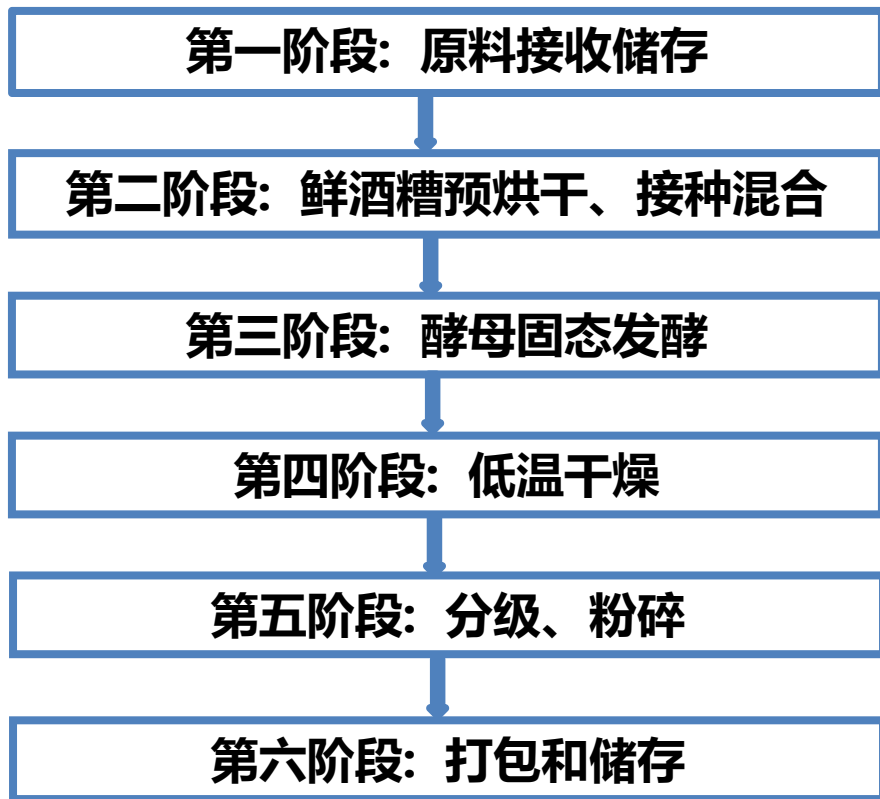 第一阶段：原料接收储存
第二阶段：鲜酒糟预烘干、接种混合
第三阶段：酵母固态发酵
第四阶段：低温干燥
第五阶段：分级、粉碎
第六阶段：打包和储存